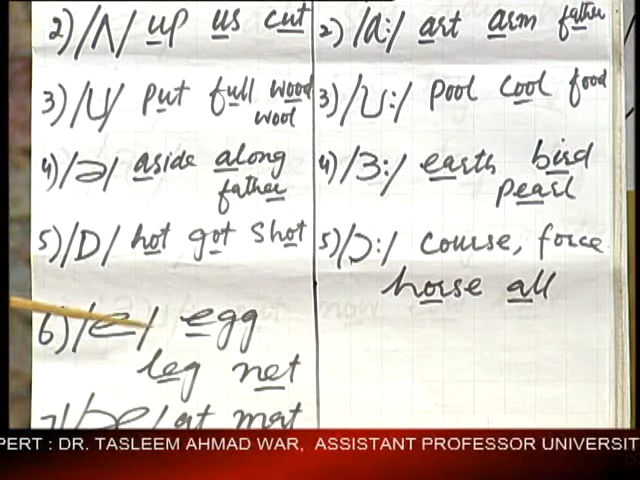 2) /ʌ/ up us cut
3) /U/ put full wood
wool
4) /ə/ aside along
father
5) /D/ hot got shot
6) /e/ egg
leg net
7) /æ/ at mat
2) /ɑ:/ art arm father
3) /U:/ pool cool food
4) /ɜ:/ earth bird
pearl
5) /ɔ:/ course, force
horse all
PERT : DR. TASLEEM AHMAD WAR, ASSISTANT PROFESSOR UNIVERSIT